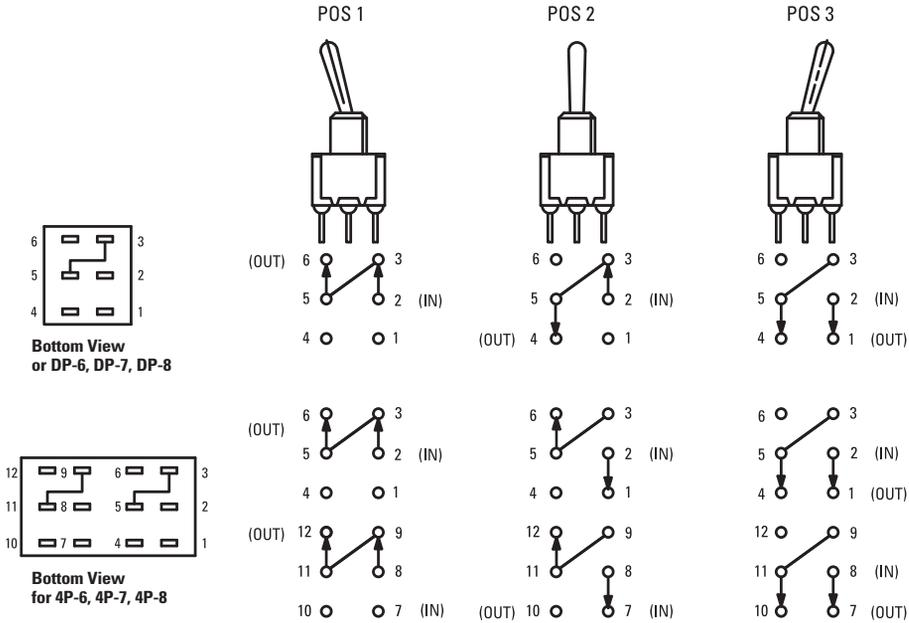 POS 1 POS 2 POS 3
6 3
5 2
4 1
Bottom View
or DP-6, DP-7, DP-8
(OUT) 6 3
5 2 (IN)
4 1
6 3
5 2 (IN)
(OUT) 4 1
6 3
5 2 (IN)
4 1 (OUT)
12 9 6 3
11 8 5 2
10 7 4 1
Bottom View
for 4P-6, 4P-7, 4P-8
6 3
(OUT)
5 2 (IN)
4 1
(OUT) 12 9
11 8
10 7 (IN)
6 3
5 2 (IN)
4 1
12 9
11 8
(OUT) 10 7 (IN)
6 3
5 2 (IN)
4 1 (OUT)
12 9
11 8 (IN)
10 7 (OUT)